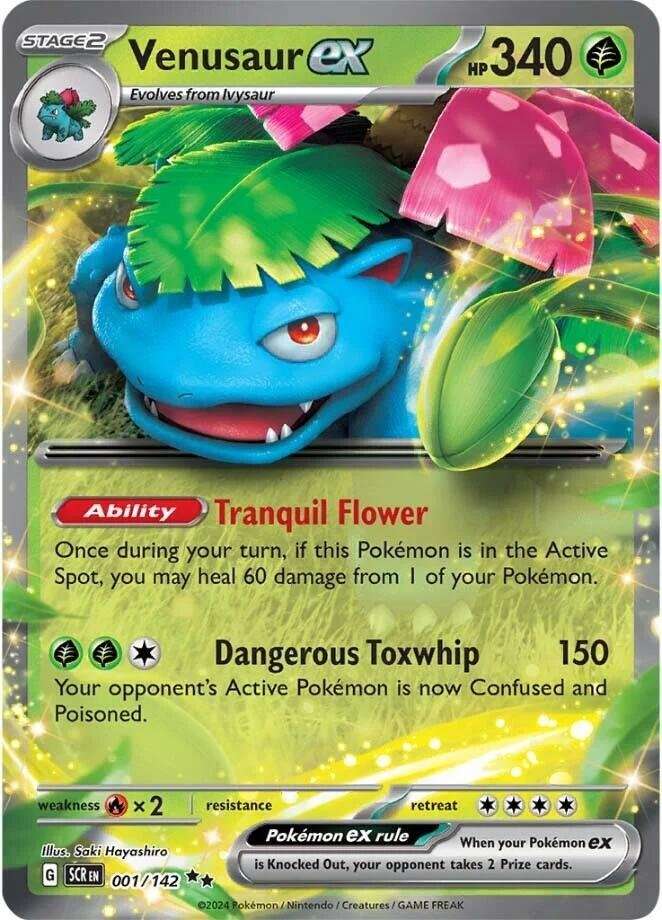 STAGE2
Venusaur ex
HP 340
Evolves from Ivysaur
Ability Tranquil Flower
Once during your turn, if this Pokémon is in the Active
Spot, you may heal 60 damage from 1 of your Pokémon.
Dangerous Toxwhip 150
Your opponent's Active Pokémon is now Confused and
Poisoned.
weakness ×2 resistance retreat
Illus. Saki Hayashiro
Pokémon ex rule When your Pokémon ex
is Knocked Out, your opponent takes 2 Prize cards.
G SCR EN 001/142 ★★
©2024 Pokémon / Nintendo / Creatures / GAME FREAK